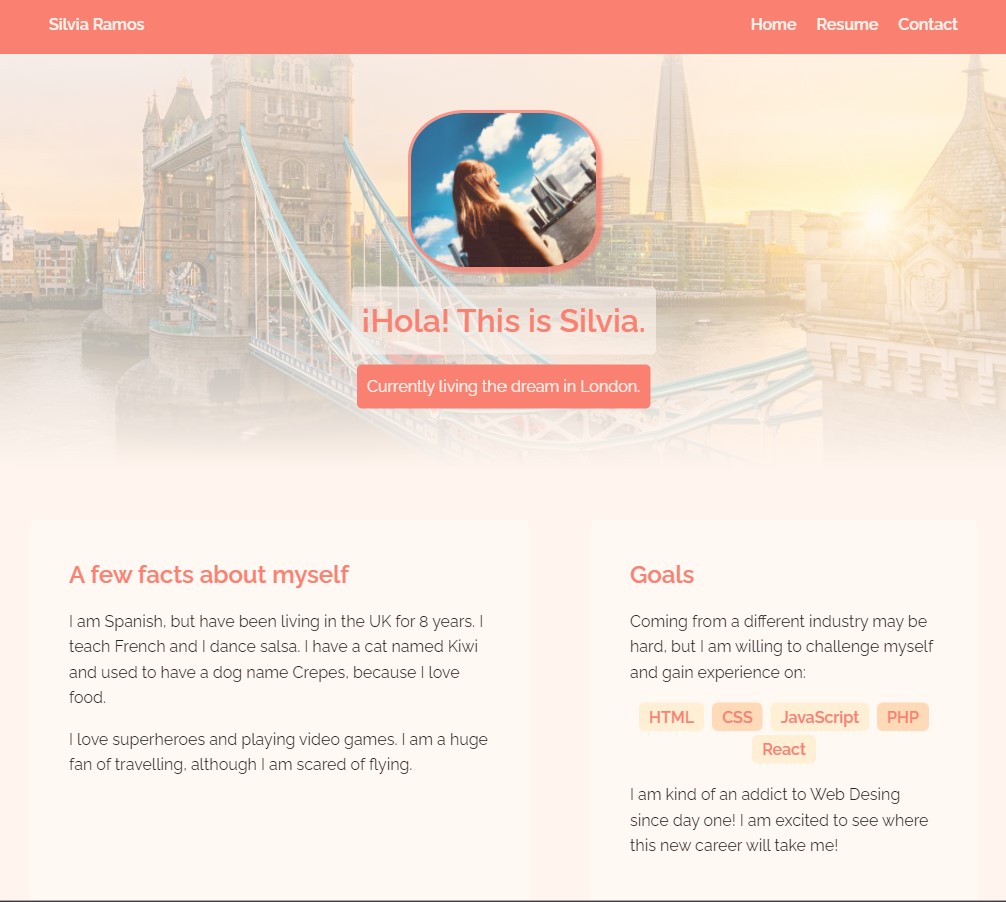 Silvia Ramos
Home Resume Contact
¡Hola! This is Silvia.
Currently living the dream in London.
A few facts about myself
I am Spanish, but have been living in the UK for 8 years. I
teach French and I dance salsa. I have a cat named Kiwi
and used to have a dog name Crepes, because I love
food.
I love superheroes and playing video games. I am a huge
fan of travelling, although I am scared of flying.
Goals
Coming from a different industry may be
hard, but I am willing to challenge myself
and gain experience on:
HTML CSS JavaScript PHP
React
I am kind of an addict to Web Desing
since day one! I am excited to see where
this new career will take me!